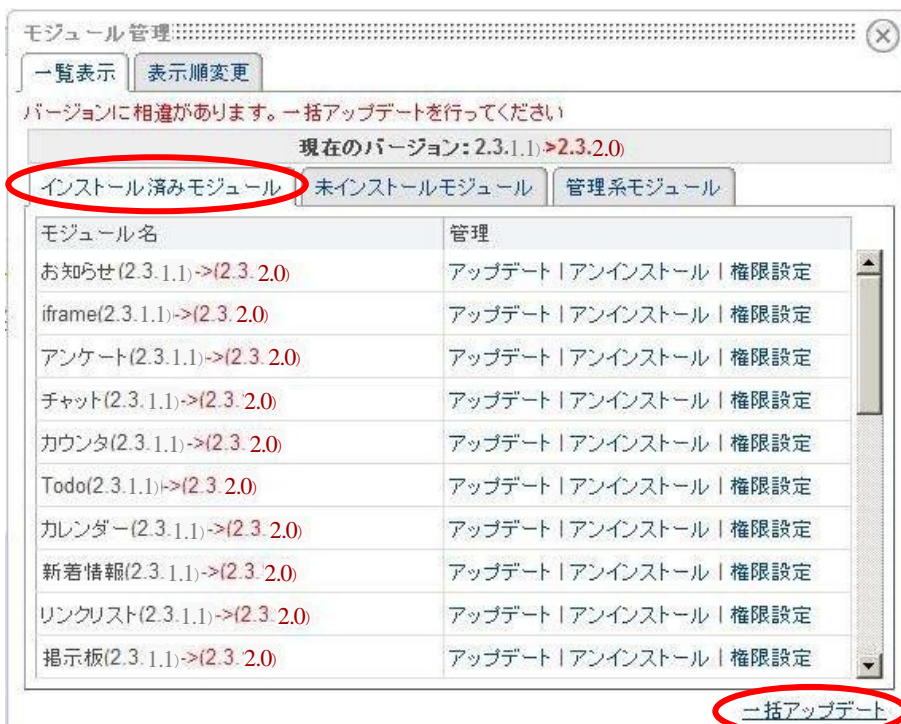 モジュール管理
一覧表示 表示順変更
バージョンに相違があります。一括アップデートを行ってください
現在のバージョン:2.3.1.1)->2.3.2.0)
インストール済みモジュール 未インストールモジュール 管理系モジュール
モジュール名 管理
お知らせ(2.3.1.1)->(2.3.2.0) アップデート | アンインストール | 権限設定
iframe(2.3.1.1)->(2.3.2.0) アップデート | アンインストール | 権限設定
アンケート(2.3.1.1)->(2.3.2.0) アップデート | アンインストール | 権限設定
チャット(2.3.1.1)->(2.3.2.0) アップデート | アンインストール | 権限設定
カウンタ(2.3.1.1)->(2.3.2.0) アップデート | アンインストール | 権限設定
Todo(2.3.1.1)->(2.3.2.0) アップデート | アンインストール | 権限設定
カレンダー(2.3.1.1)->(2.3.2.0) アップデート | アンインストール | 権限設定
新着情報(2.3.1.1)->(2.3.2.0) アップデート | アンインストール | 権限設定
リンクリスト(2.3.1.1)->(2.3.2.0) アップデート | アンインストール | 権限設定
掲示板(2.3.1.1)->(2.3.2.0) アップデート | アンインストール | 権限設定
一括アップデート